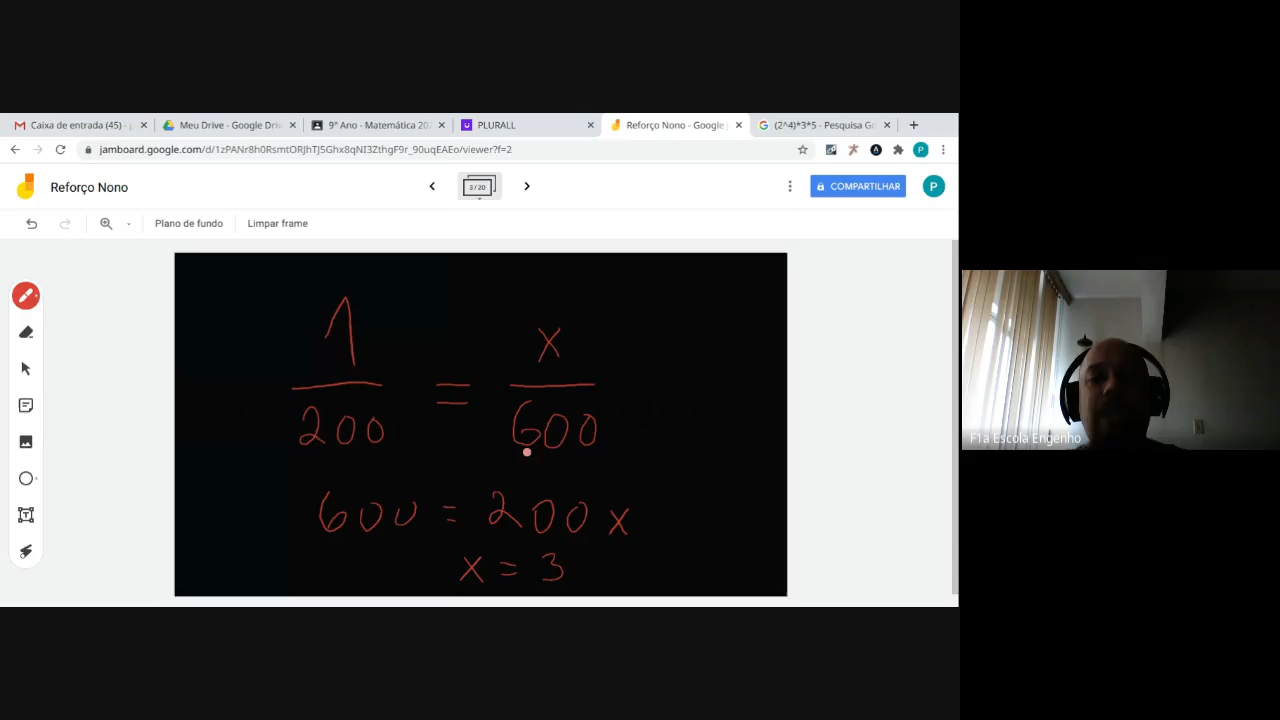 Caixa de entrada (45) -
Meu Drive - Google Dri
9º Ano - Matemática 202
PLURALL
Reforço Nono - Google
(2^4)*3*5 - Pesquisa Go
jamboard.google.com/d/1zPANr8h0RsmtORJhTJ5Ghx8qNI3ZthgF9r_90uqEAEo/viewer?f=2
P
Reforço Nono
3 / 20
COMPARTILHAR
P
Plano de fundo
Limpar frame
1 x
— = —
200 600
600 = 200 x
x = 3
F1a Escola Engenho